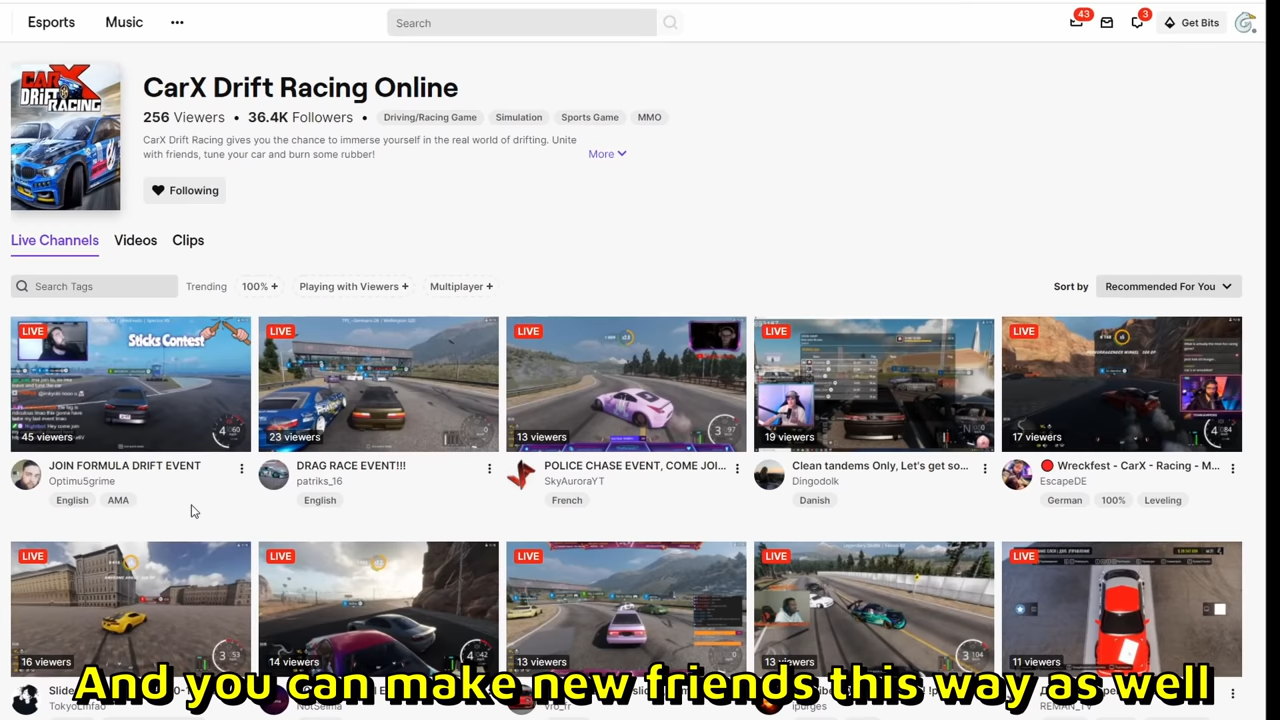 Esports Music
Search
43
3
Get Bits
CARX
DRIFT
RACING
CarX Drift Racing Online
256 Viewers • 36.4K Followers • Driving/Racing Game Simulation Sports Game MMO
CarX Drift Racing gives you the chance to immerse yourself in the real world of drifting. Unite
with friends, tune your car and burn some rubber!
More
Following
Live Channels Videos Clips
Search Tags
Trending 100% + Playing with Viewers + Multiplayer +
Sort by Recommended For You
LIVE LIVE LIVE LIVE LIVE
Sticks Contest
45 viewers 23 viewers 13 viewers 19 viewers 17 viewers
JOIN FORMULA DRIFT EVENT
Optimu5grime
English AMA
DRAG RACE EVENT!!!
patriks_16
English
POLICE CHASE EVENT, COME JOI...
SkyAuroraYT
French
Clean tandems Only, Let's get so...
Dingodolk
Danish
Wreckfest - CarX - Racing - M...
EscapeDE
German 100% Leveling
LIVE LIVE LIVE LIVE LIVE
16 viewers 14 viewers 13 viewers 13 viewers 11 viewers
And you can make new friends this way as well
TokyoLmfao NotSelma vro_fr REMAN_TV